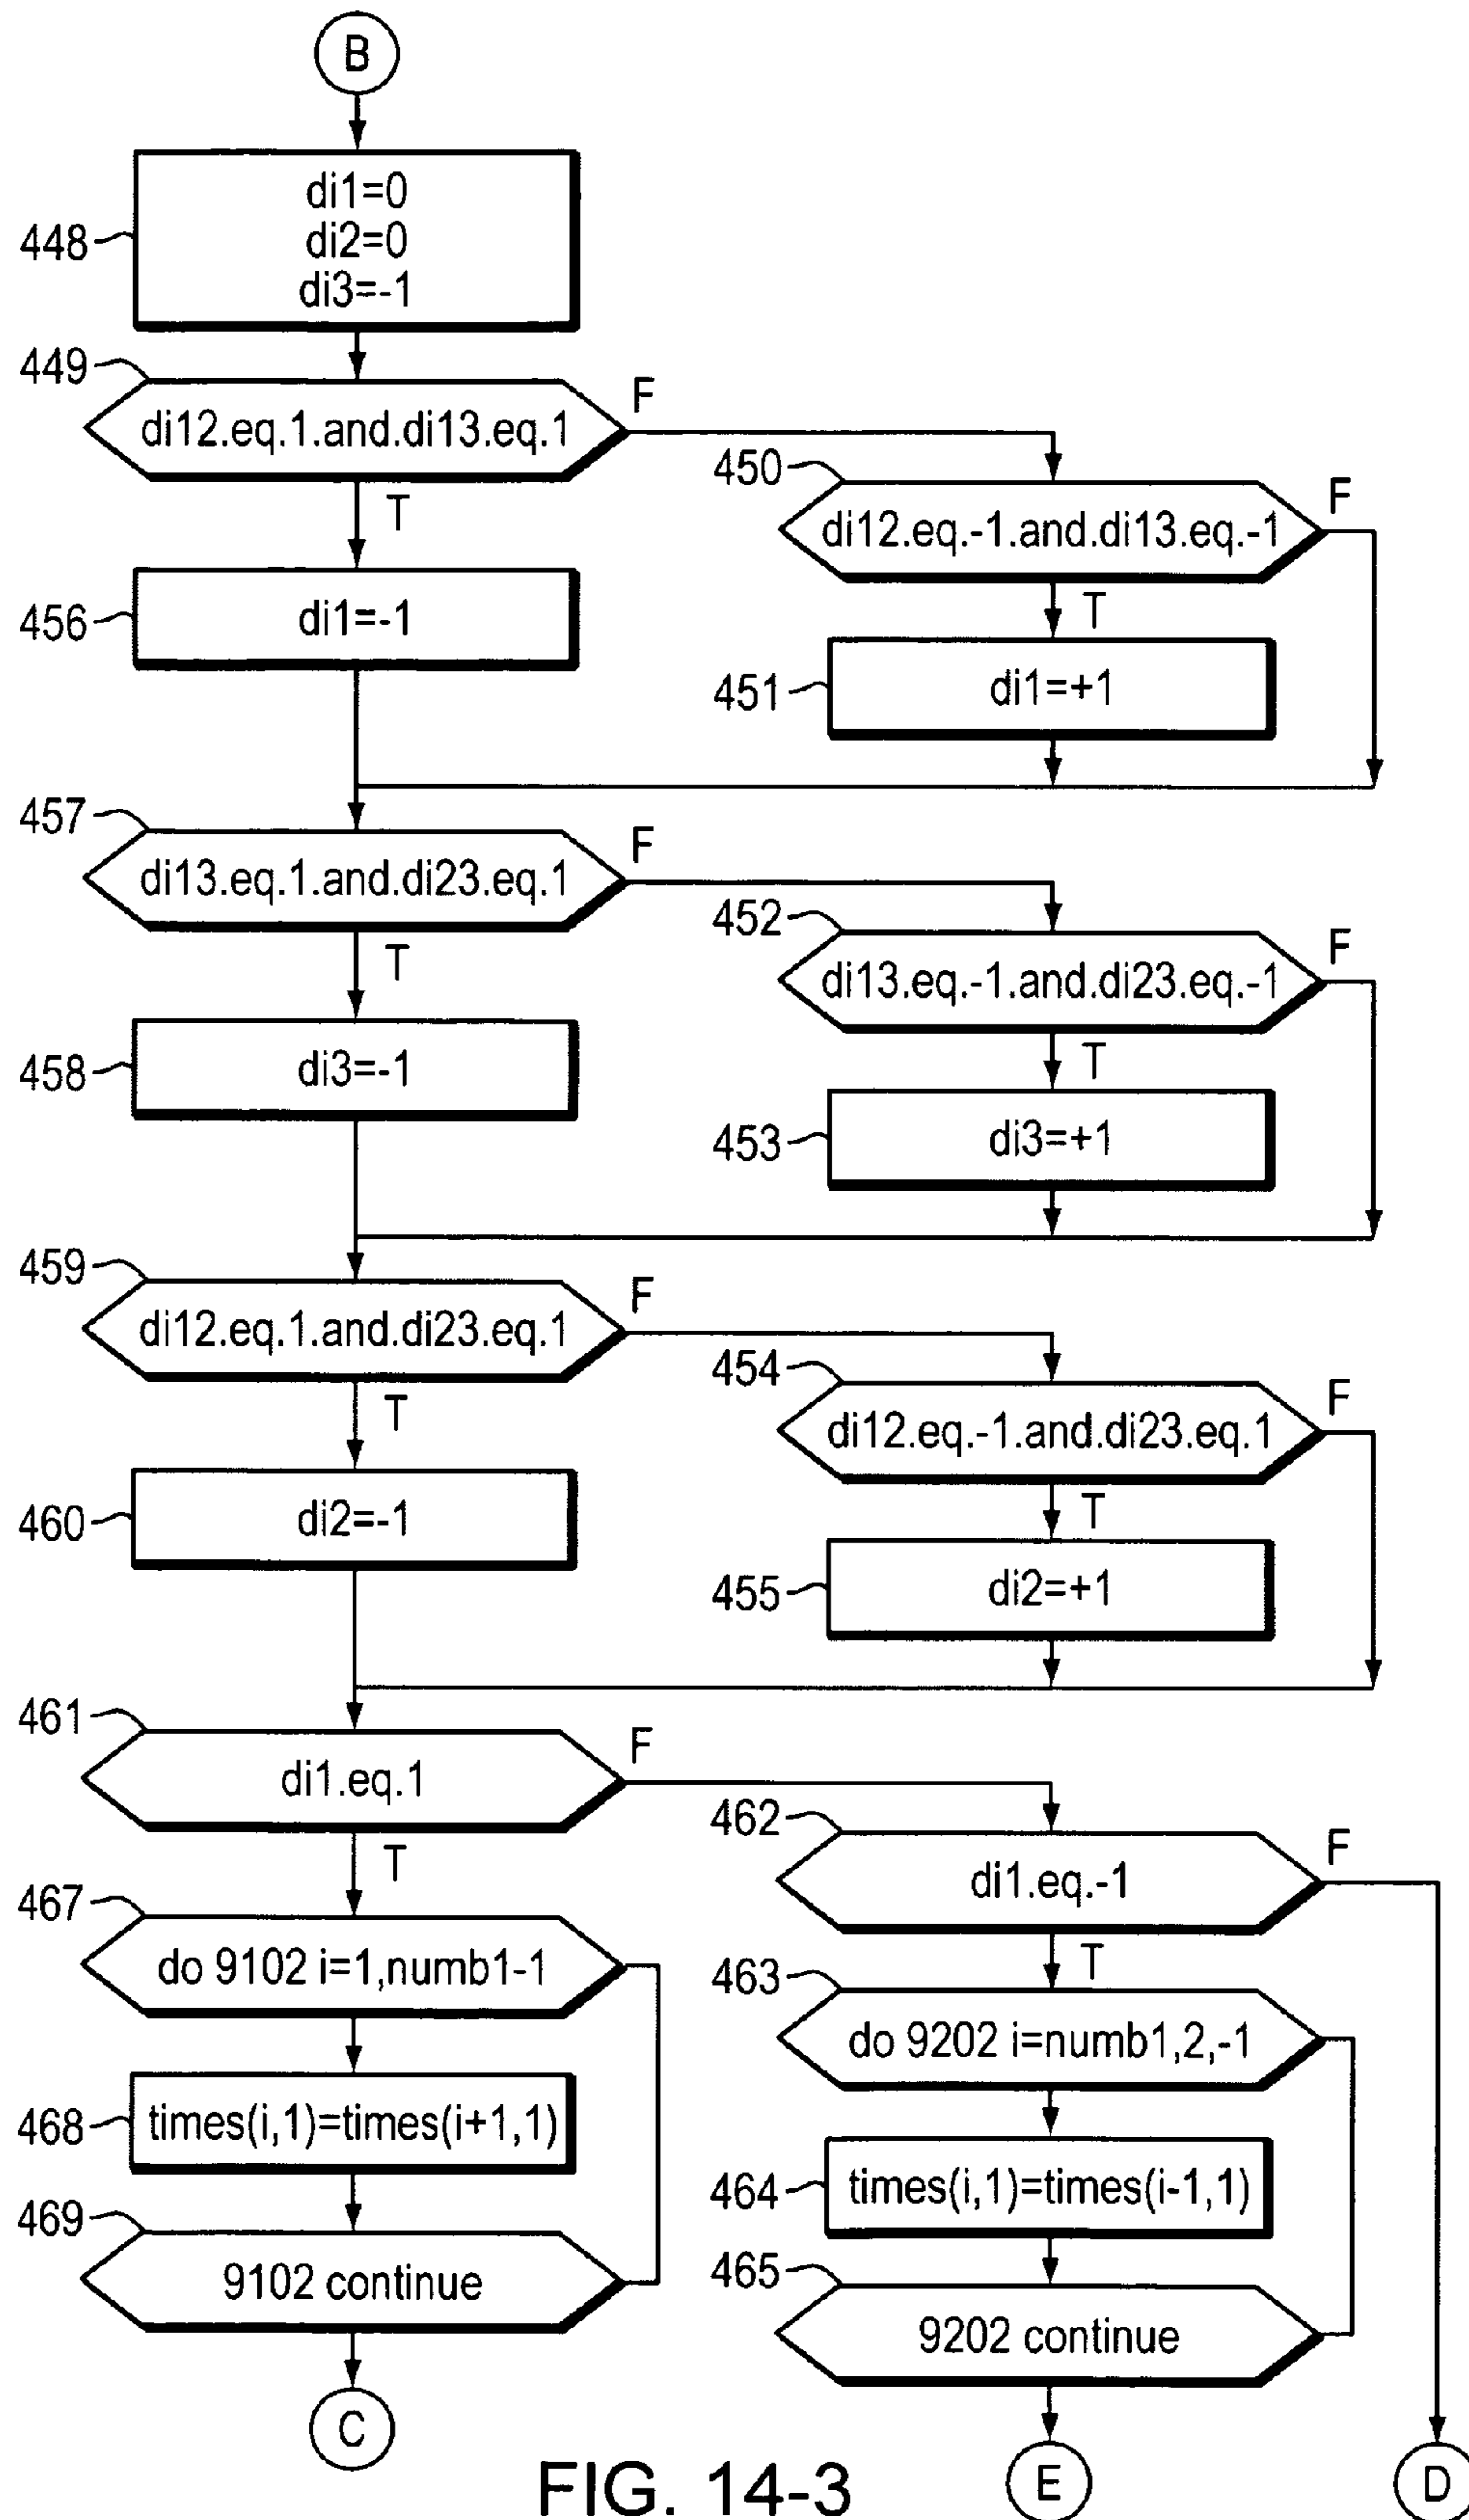 B
di1=0
di2=0
di3=-1
448
449
di12.eq.1.and.di13.eq.1
F
T
450
di12.eq.-1.and.di13.eq.-1
F
T
456
di1=-1
451
di1=+1
457
di13.eq.1.and.di23.eq.1
F
T
452
di13.eq.-1.and.di23.eq.-1
F
T
458
di3=-1
453
di3=+1
459
di12.eq.1.and.di23.eq.1
F
T
454
di12.eq.-1.and.di23.eq.1
F
T
460
di2=-1
455
di2=+1
461
di1.eq.1
F
T
462
di1.eq.-1
F
T
467
do 9102 i=1,numb1-1
463
do 9202 i=numb1,2,-1
468
times(i,1)=times(i+1,1)
464
times(i,1)=times(i-1,1)
469
9102 continue
465
9202 continue
C
E
D
FIG. 14-3